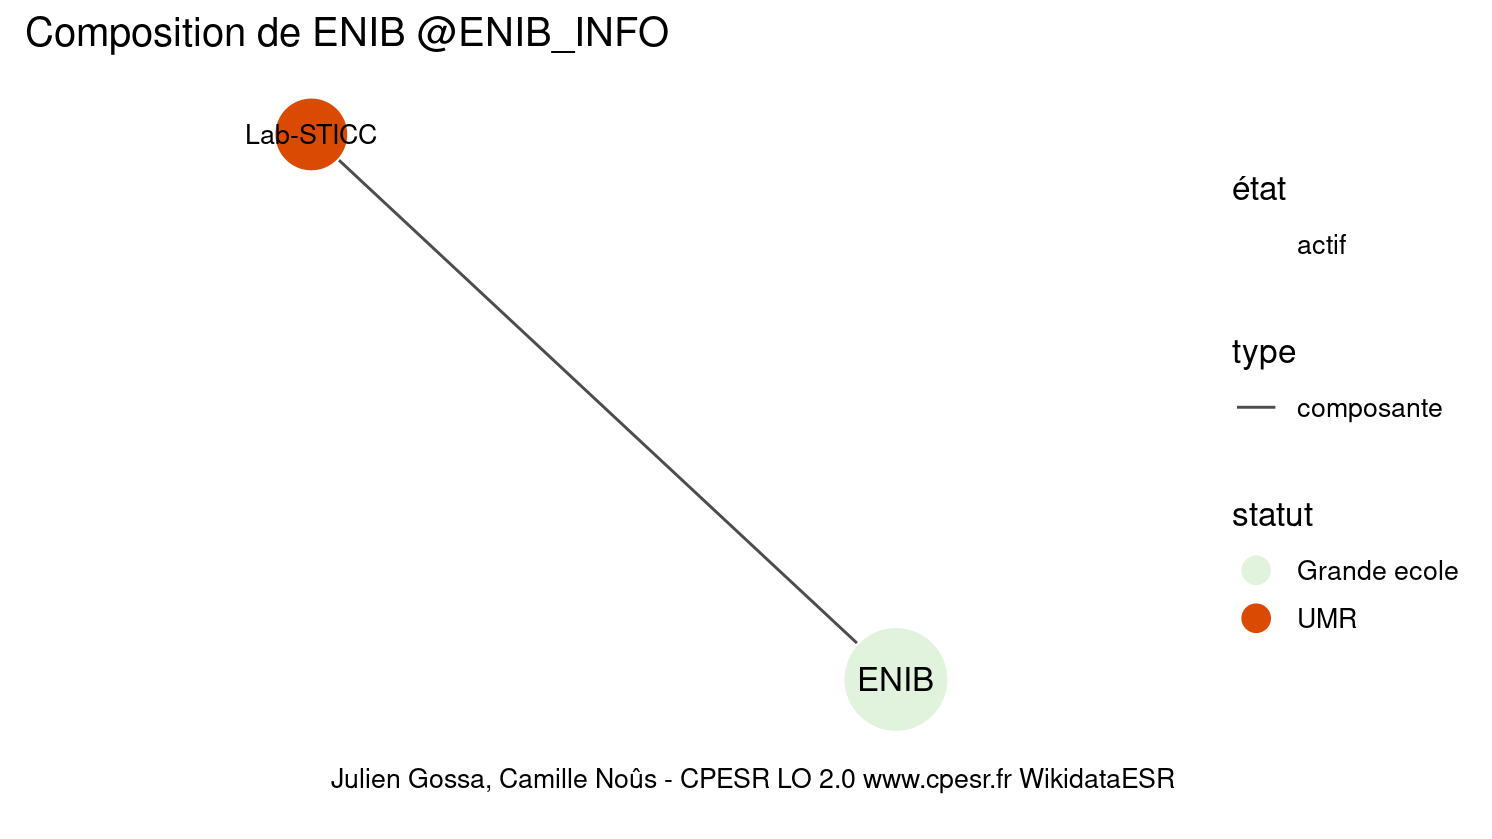 Composition de ENIB @ENIB_INFO
Lab-STICC
état
actif
type
composante
statut
Grande ecole
UMR
ENIB
Julien Gossa, Camille Noûs - CPESR LO 2.0 www.cpesr.fr WikidataESR